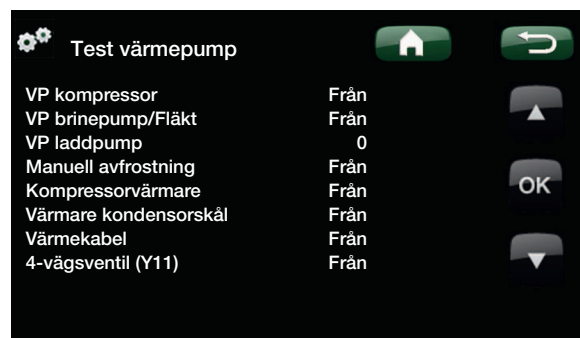 Test värmepump
VP kompressor Från
VP brinepump/Fläkt Från
VP laddpump 0
Manuell avfrostning Från
Kompressorvärmare Från
Värmare kondensorskål Från
Värmekabel Från
4-vägsventil (Y11) Från
OK